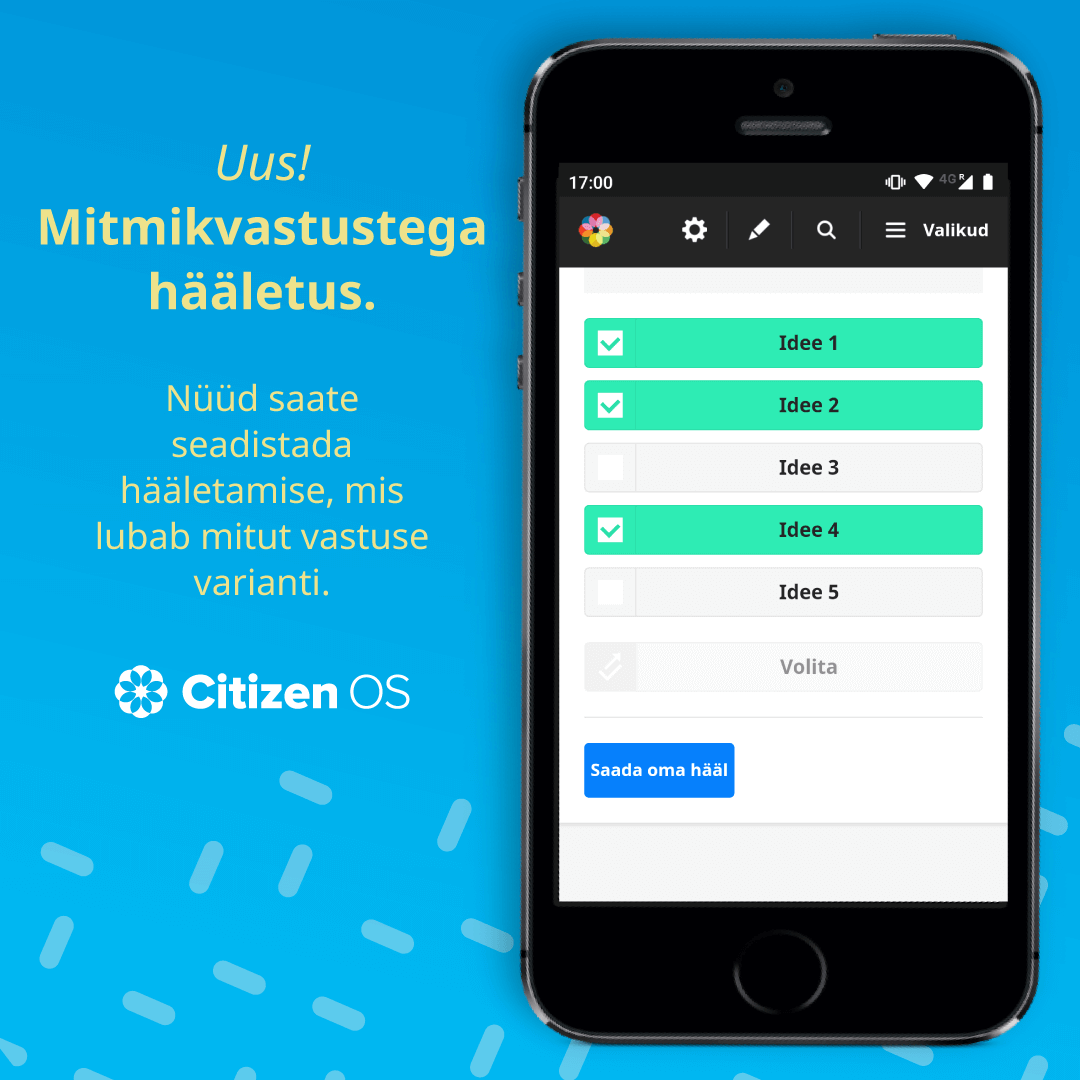 Uus!
Mitmikvastustega
hääletus.
Nüüd saate
seadistada
hääletamise, mis
lubab mitut vastuse
varianti.
Citizen OS
17:00
4G R
Valikud
Idee 1
Idee 2
Idee 3
Idee 4
Idee 5
Volita
Saada oma hääl